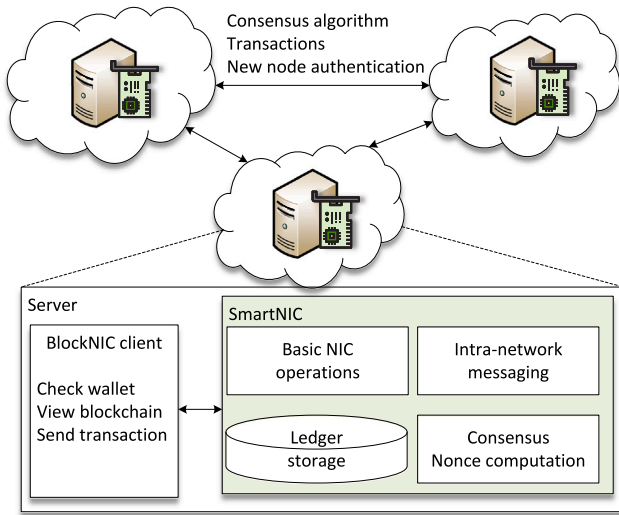 Consensus algorithm
Transactions
New node authentication
Server
BlockNIC client
Check wallet
View blockchain
Send transaction
SmartNIC
Basic NIC
operations
Intra-network
messaging
Ledger
storage
Consensus
Nonce computation